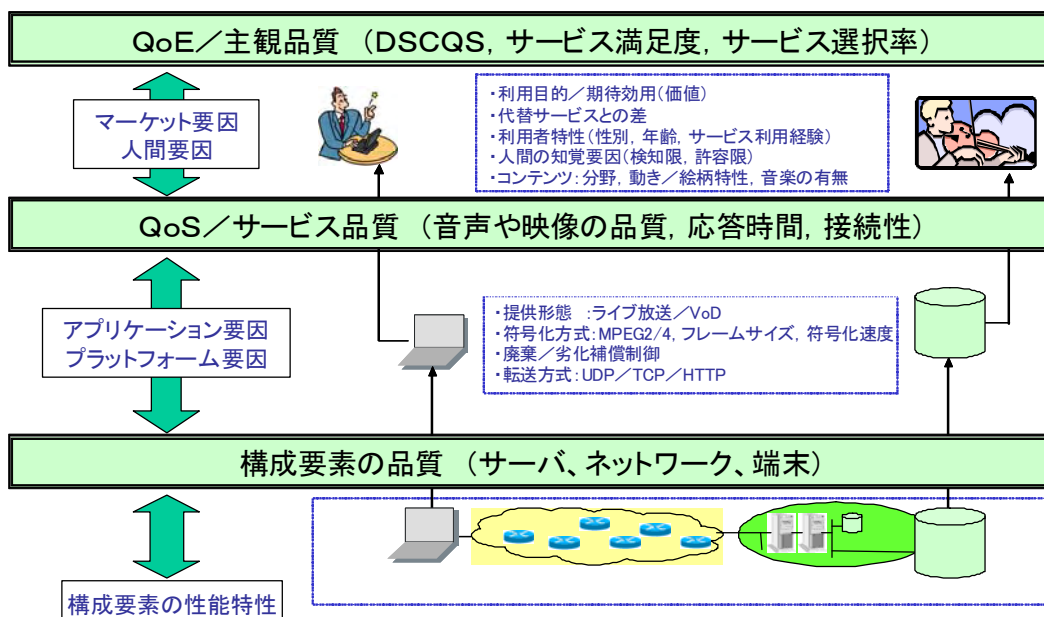 QoE／主観品質 （DSCQS，サービス満足度，サービス選択率）
マーケット要因
人間要因
・利用目的／期待効用（価値）
・代替サービスとの差
・利用者特性（性別，年齢，サービス利用経験）
・人間の知覚要因（検知限，許容限）
・コンテンツ：分野，動き／絵柄特性，音楽の有無
QoS／サービス品質 （音声や映像の品質，応答時間，接続性）
アプリケーション要因
プラットフォーム要因
・提供形態 ：ライブ放送／VoD
・符号化方式：MPEG2/4，フレームサイズ，符号化速度
・廃棄／劣化補償制御
・転送方式：UDP／TCP／HTTP
構成要素の品質 （サーバ、ネットワーク、端末）
構成要素の性能特性